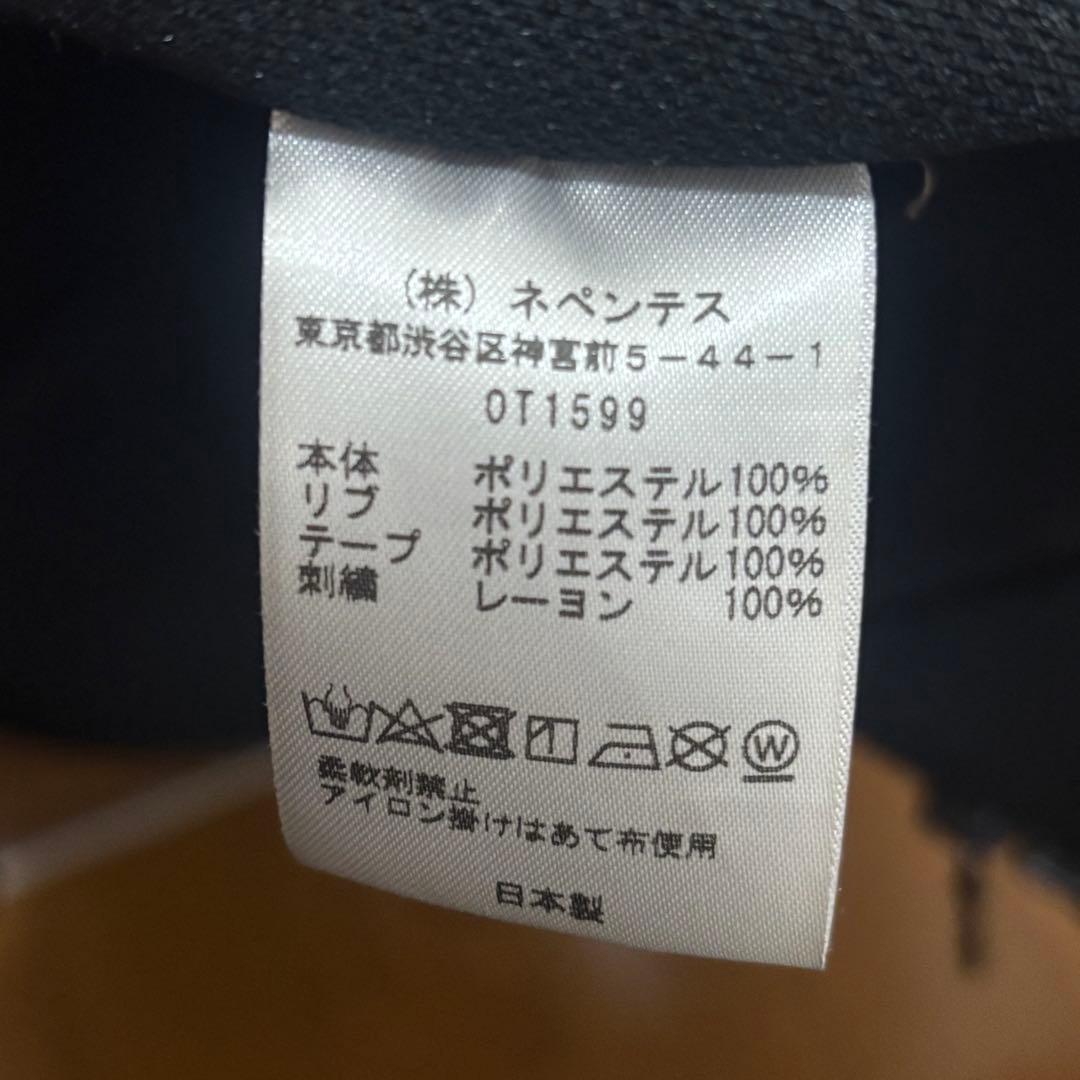 (株) ネペンテス
東京都渋谷区神宮前5-44-1
OT1599
本体 ポリエステル100%
リブ ポリエステル100%
テープ ポリエステル100%
刺繍 レーヨン 100%
W
柔軟剤禁止
アイロン掛けはあて布使用
日本製